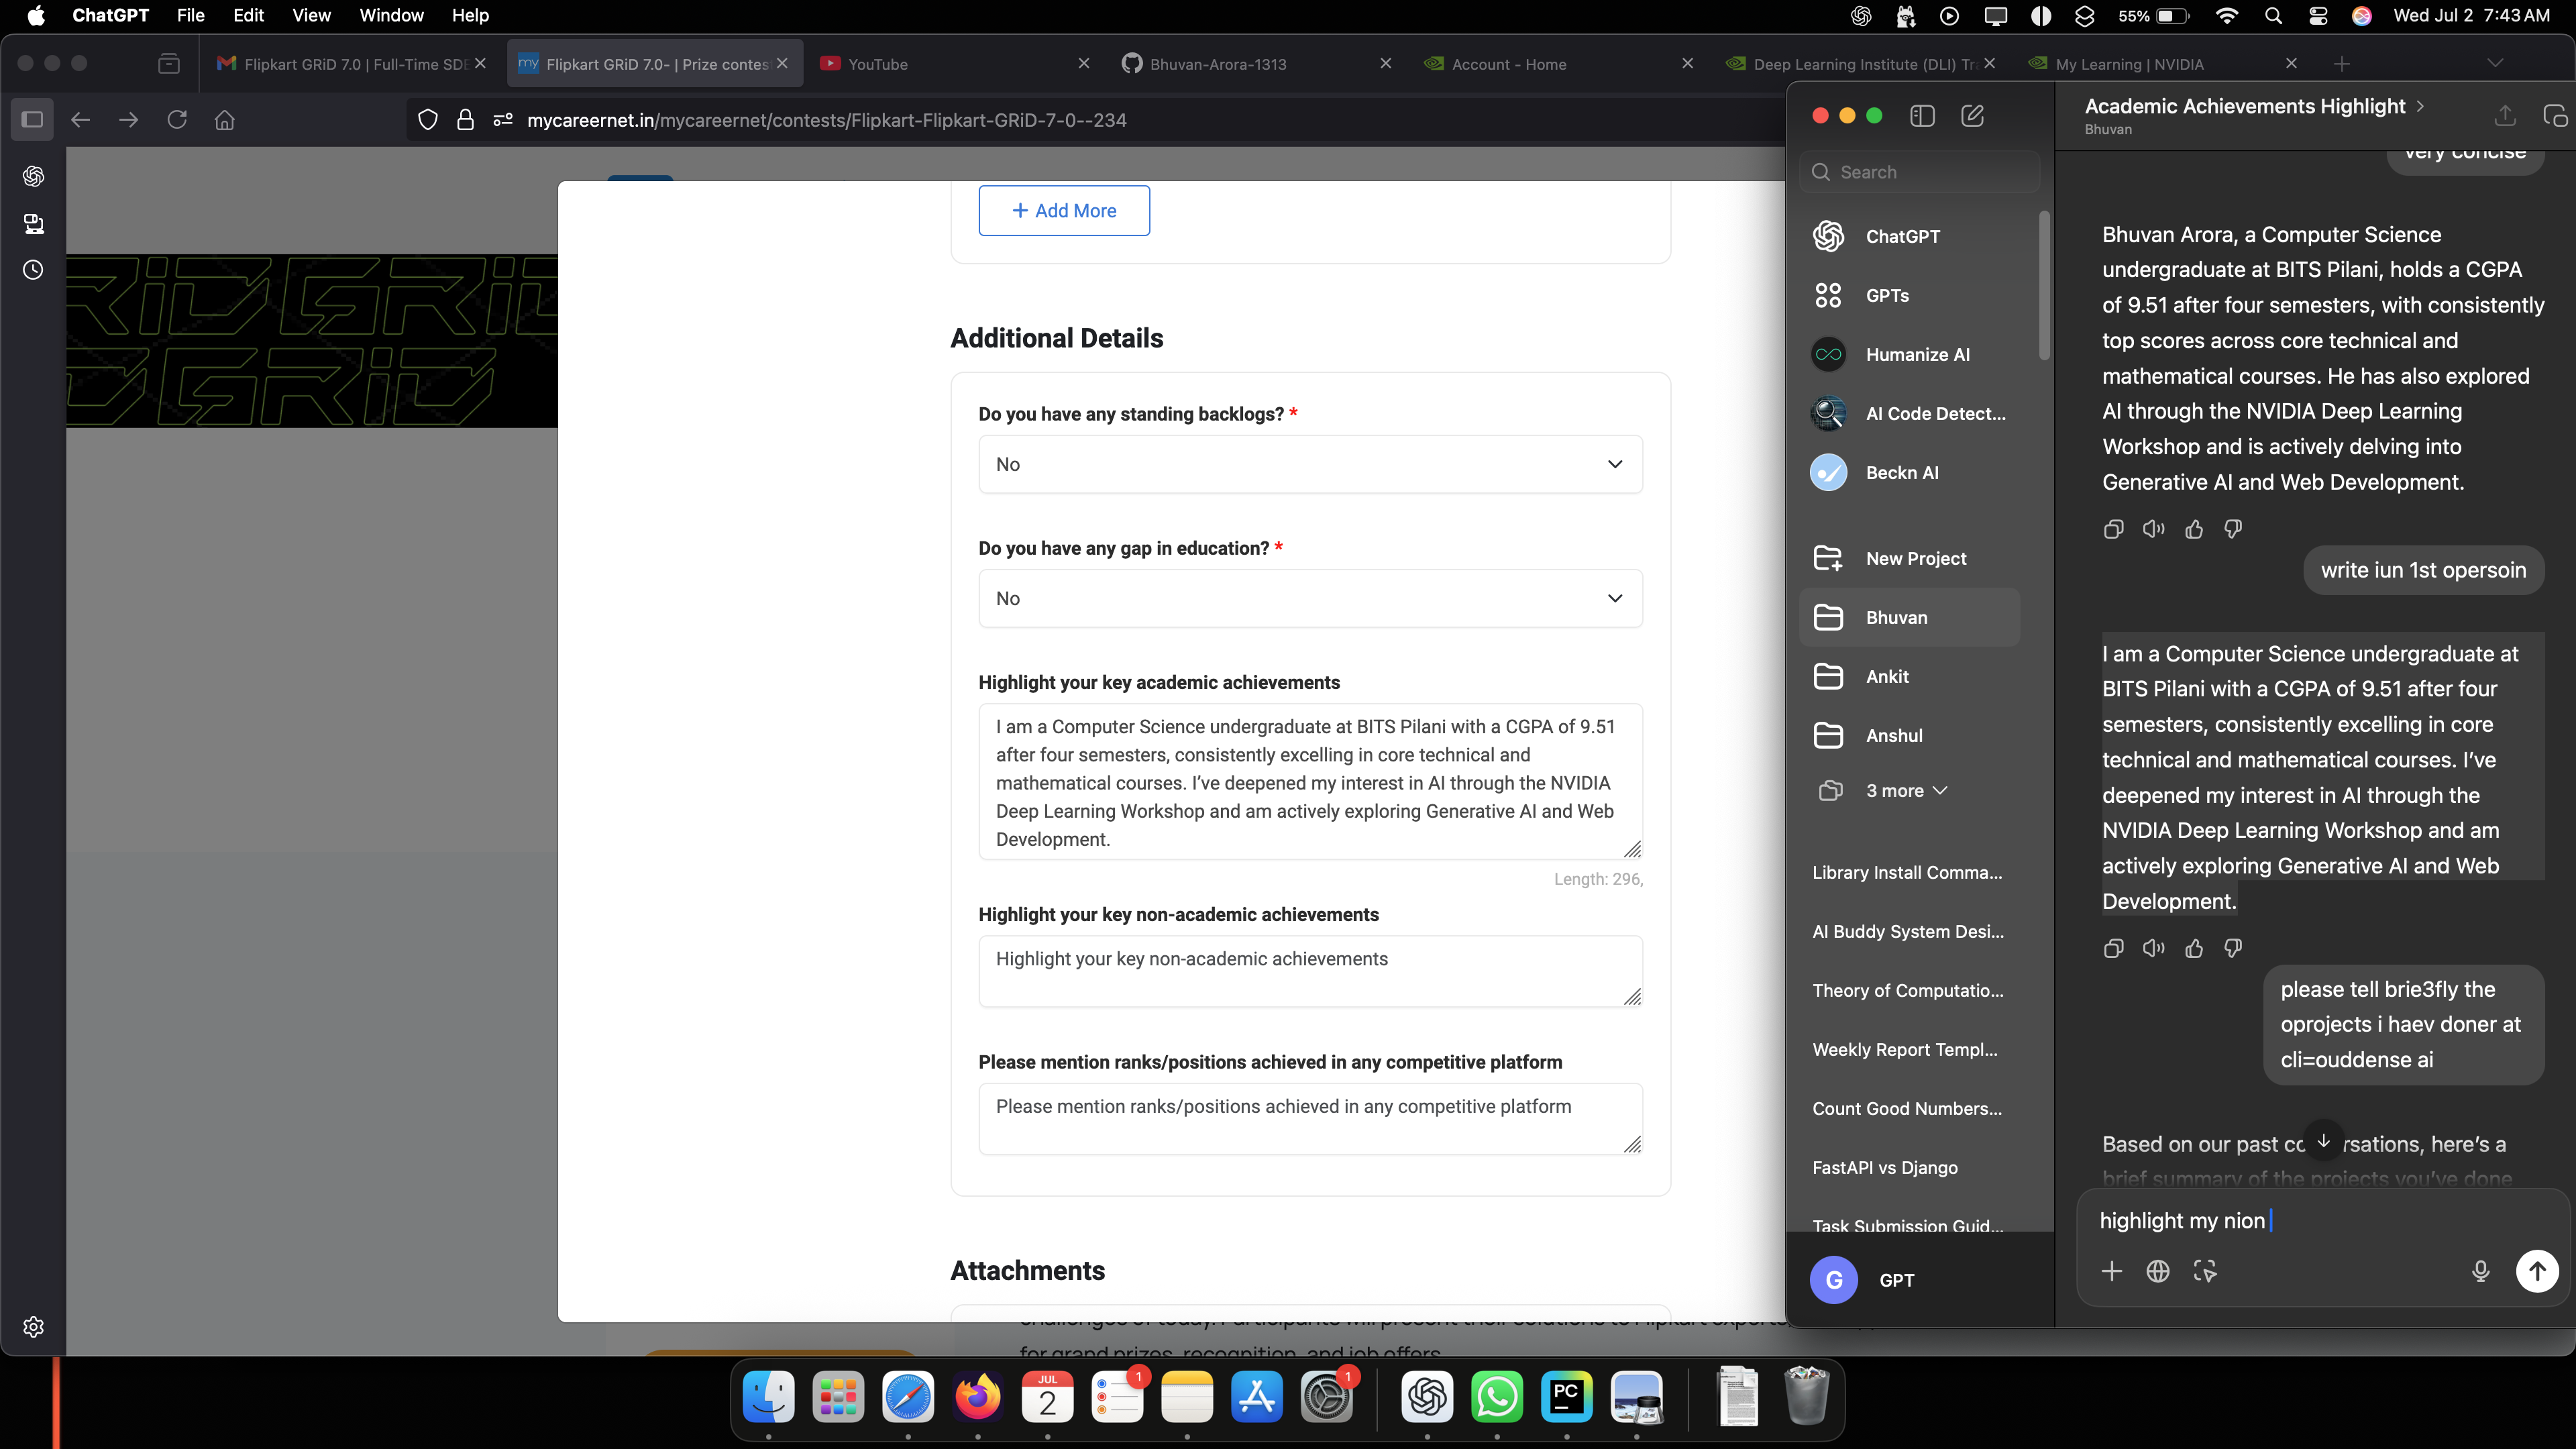 ChatGPT File Edit View Window Help 55% Wed Jul 2 7:43 AM
Flipkart GRiD 7.0 | Full-Time SDE
my Flipkart GRiD 7.0- | Prize contes
YouTube
Bhuvan-Arora-1313
Account - Home
Deep Learning Institute (DLI) Tr
My Learning | NVIDIA
mycareernet.in/mycareernet/contests/Flipkart-Flipkart-GRiD-7-0--234
+ Add More
Additional Details
Do you have any standing backlogs? *
No
Do you have any gap in education? *
No
Highlight your key academic achievements
I am a Computer Science undergraduate at BITS Pilani with a CGPA of 9.51
after four semesters, consistently excelling in core technical and
mathematical courses. I've deepened my interest in AI through the NVIDIA
Deep Learning Workshop and am actively exploring Generative AI and Web
Development.
Length: 296,
Highlight your key non-academic achievements
Highlight your key non-academic achievements
Please mention ranks/positions achieved in any competitive platform
Please mention ranks/positions achieved in any competitive platform
Attachments
for grand prizes, recognition, and job offers
Search
ChatGPT
GPTs
Humanize AI
AI Code Detect...
Beckn AI
New Project
Bhuvan
Ankit
Anshul
3 more
Library Install Comma...
AI Buddy System Desi...
Theory of Computatio...
Weekly Report Templ...
Count Good Numbers...
FastAPI vs Django
Task Submission Guid...
G GPT
Academic Achievements Highlight >
Bhuvan
very concise
Bhuvan Arora, a Computer Science
undergraduate at BITS Pilani, holds a CGPA
of 9.51 after four semesters, with consistently
top scores across core technical and
mathematical courses. He has also explored
AI through the NVIDIA Deep Learning
Workshop and is actively delving into
Generative AI and Web Development.
write iun 1st opersoin
I am a Computer Science undergraduate at
BITS Pilani with a CGPA of 9.51 after four
semesters, consistently excelling in core
technical and mathematical courses. I've
deepened my interest in AI through the
NVIDIA Deep Learning Workshop and am
actively exploring Generative AI and Web
Development.
please tell brie3fly the
oprojects i haev doner at
cli=ouddense ai
Based on our past co rsations, here's a
brief summary of the projects you've done
highlight my nion
GRiD GRiD
GRiD
JUL
2
1
1
PC